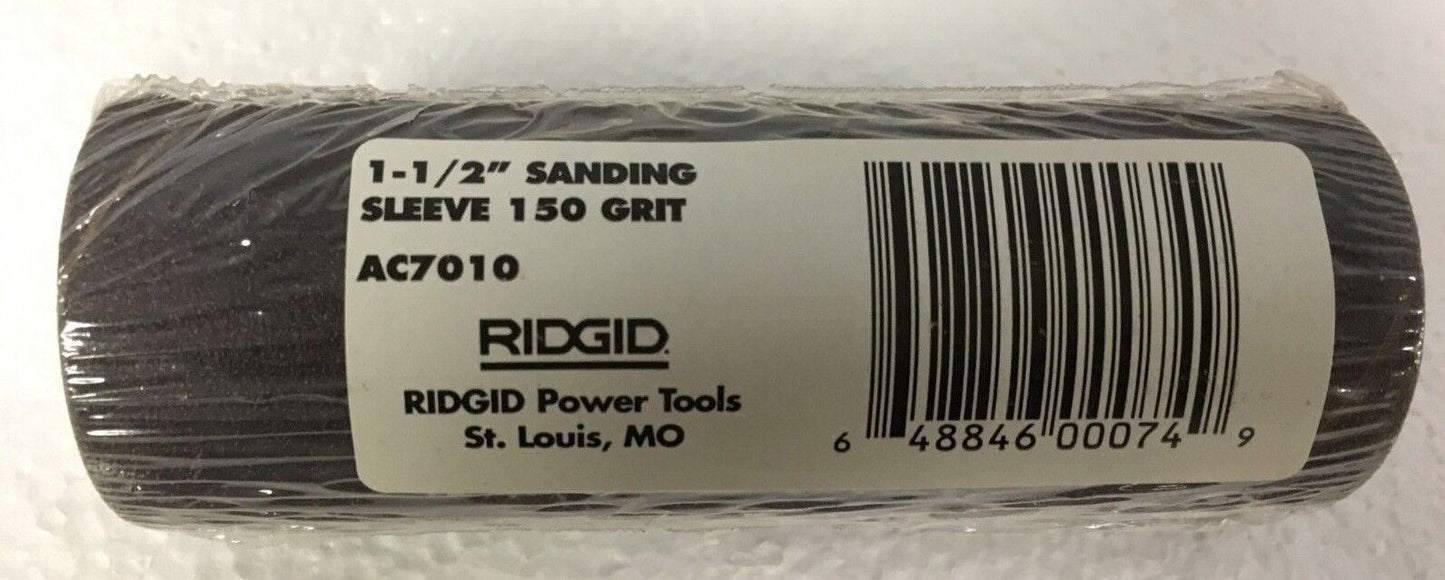 1-1/2” SANDING
SLEEVE 150 GRIT
AC7010
RIDGID
RIDGID Power Tools
St. Louis, MO
6 48846 00074 9